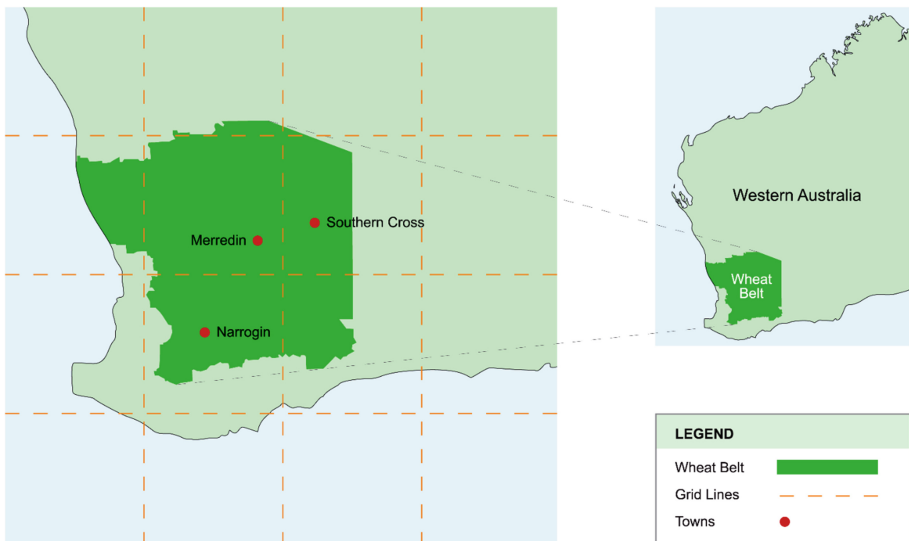 Southern Cross
Merredin
Narrogin
Western Australia
Wheat
Belt
LEGEND
Wheat Belt
Grid Lines
Towns